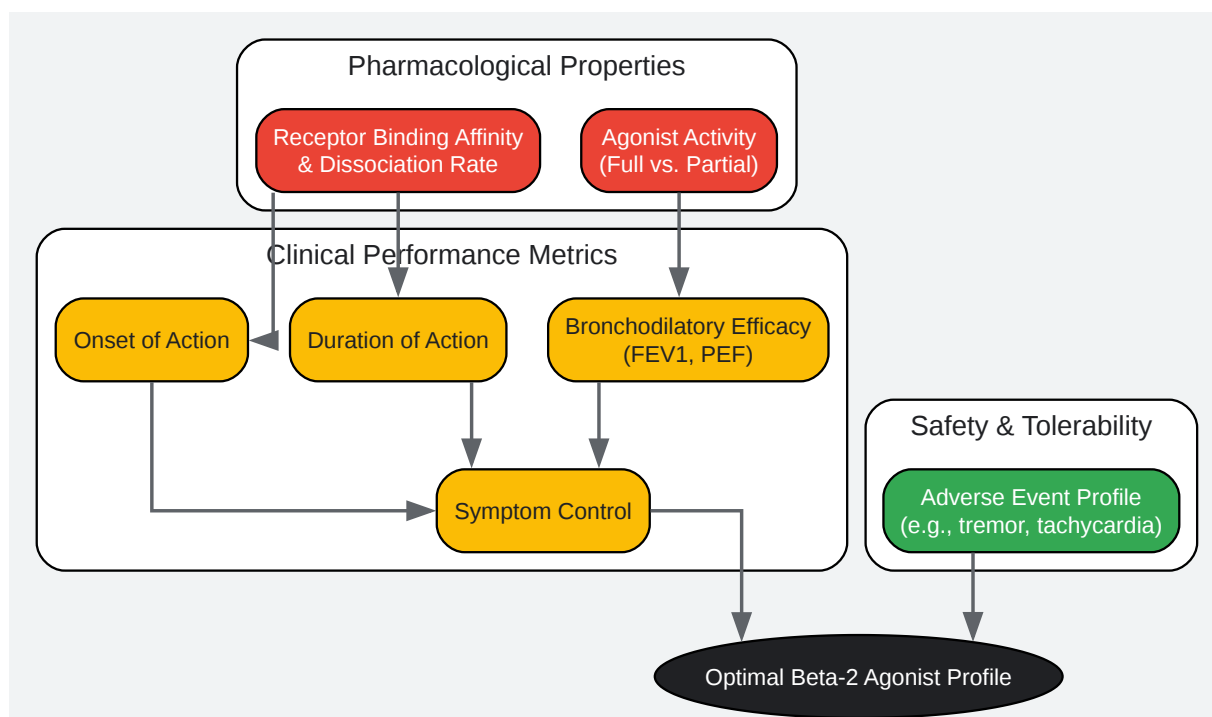 Pharmacological Properties
Receptor Binding Affinity
& Dissociation Rate
Agonist Activity
(Full vs. Partial)
Clinical Performance Metrics
Onset of Action
Duration of Action
Bronchodilatory Efficacy
(FEV1, PEF)
Symptom Control
Safety & Tolerability
Adverse Event Profile
(e.g., tremor, tachycardia)
Optimal Beta-2 Agonist Profile